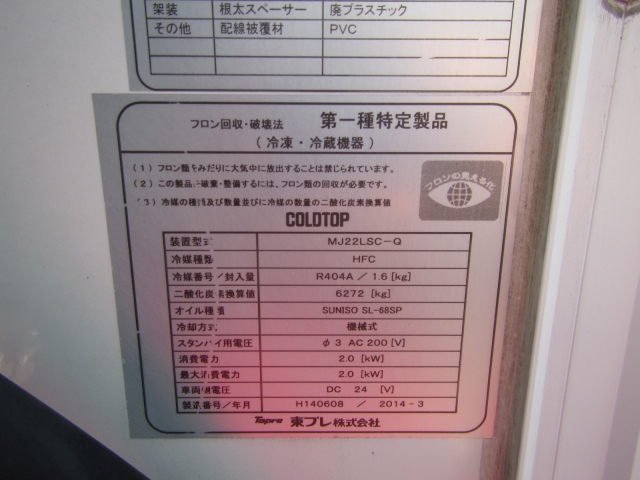 架装 根太スペーサー 廃プラスチック
その他 配線被覆材 PVC
フロン回収・破壊法 第一種特定製品
(冷凍・冷蔵機器)
(1) フロン類をみだりに大気中に放出することは禁じられています。
(2) この製品を破棄・整備するには、フロン類の回収が必要です。
(3) 冷媒の種類及び数量並びに冷媒の数量の二酸化炭素換算値
フロンの見える化
COLDTOP
装置型式 MJ22LSC-Q
冷媒種類 HFC
冷媒番号/封入量 R404A / 1.6 [kg]
二酸化炭素換算値 6272 [kg]
オイル種類 SUNISO SL-68SP
冷却方式 機械式
スタンバイ用電圧 φ3 AC 200 [V]
消費電力 2.0 [kW]
最大消費電力 2.0 [kW]
車両側電圧 DC 24 [V]
製造番号/年月 H140608 / 2014-3
Topre 東プレ株式会社